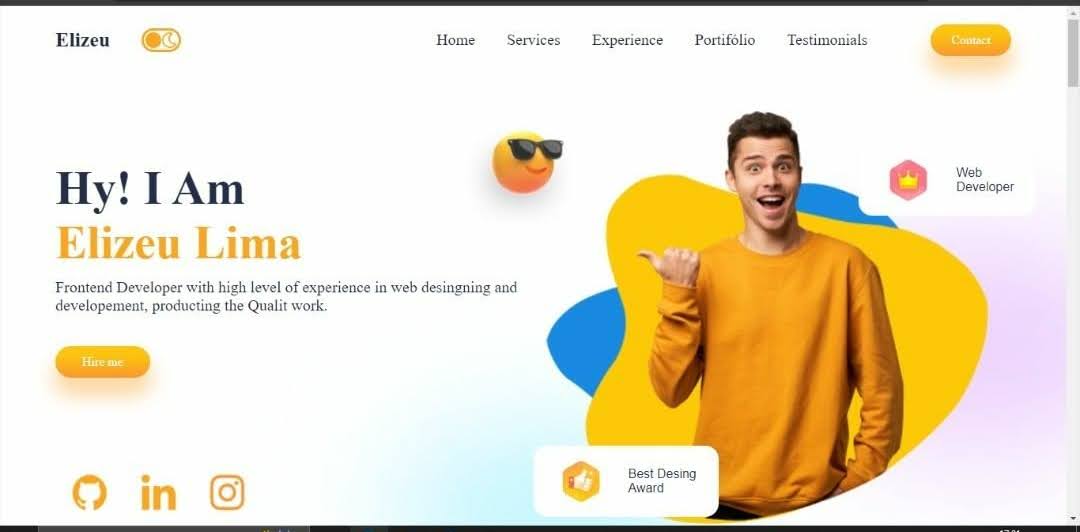 Elizeu
Home Services Experience Portifólio Testimonials Contact
Hy! I Am
Elizeu Lima
Frontend Developer with high level of experience in web desingning and
developement, producting the Qualit work.
Hire me
in
Web
Developer
Best Desing
Award